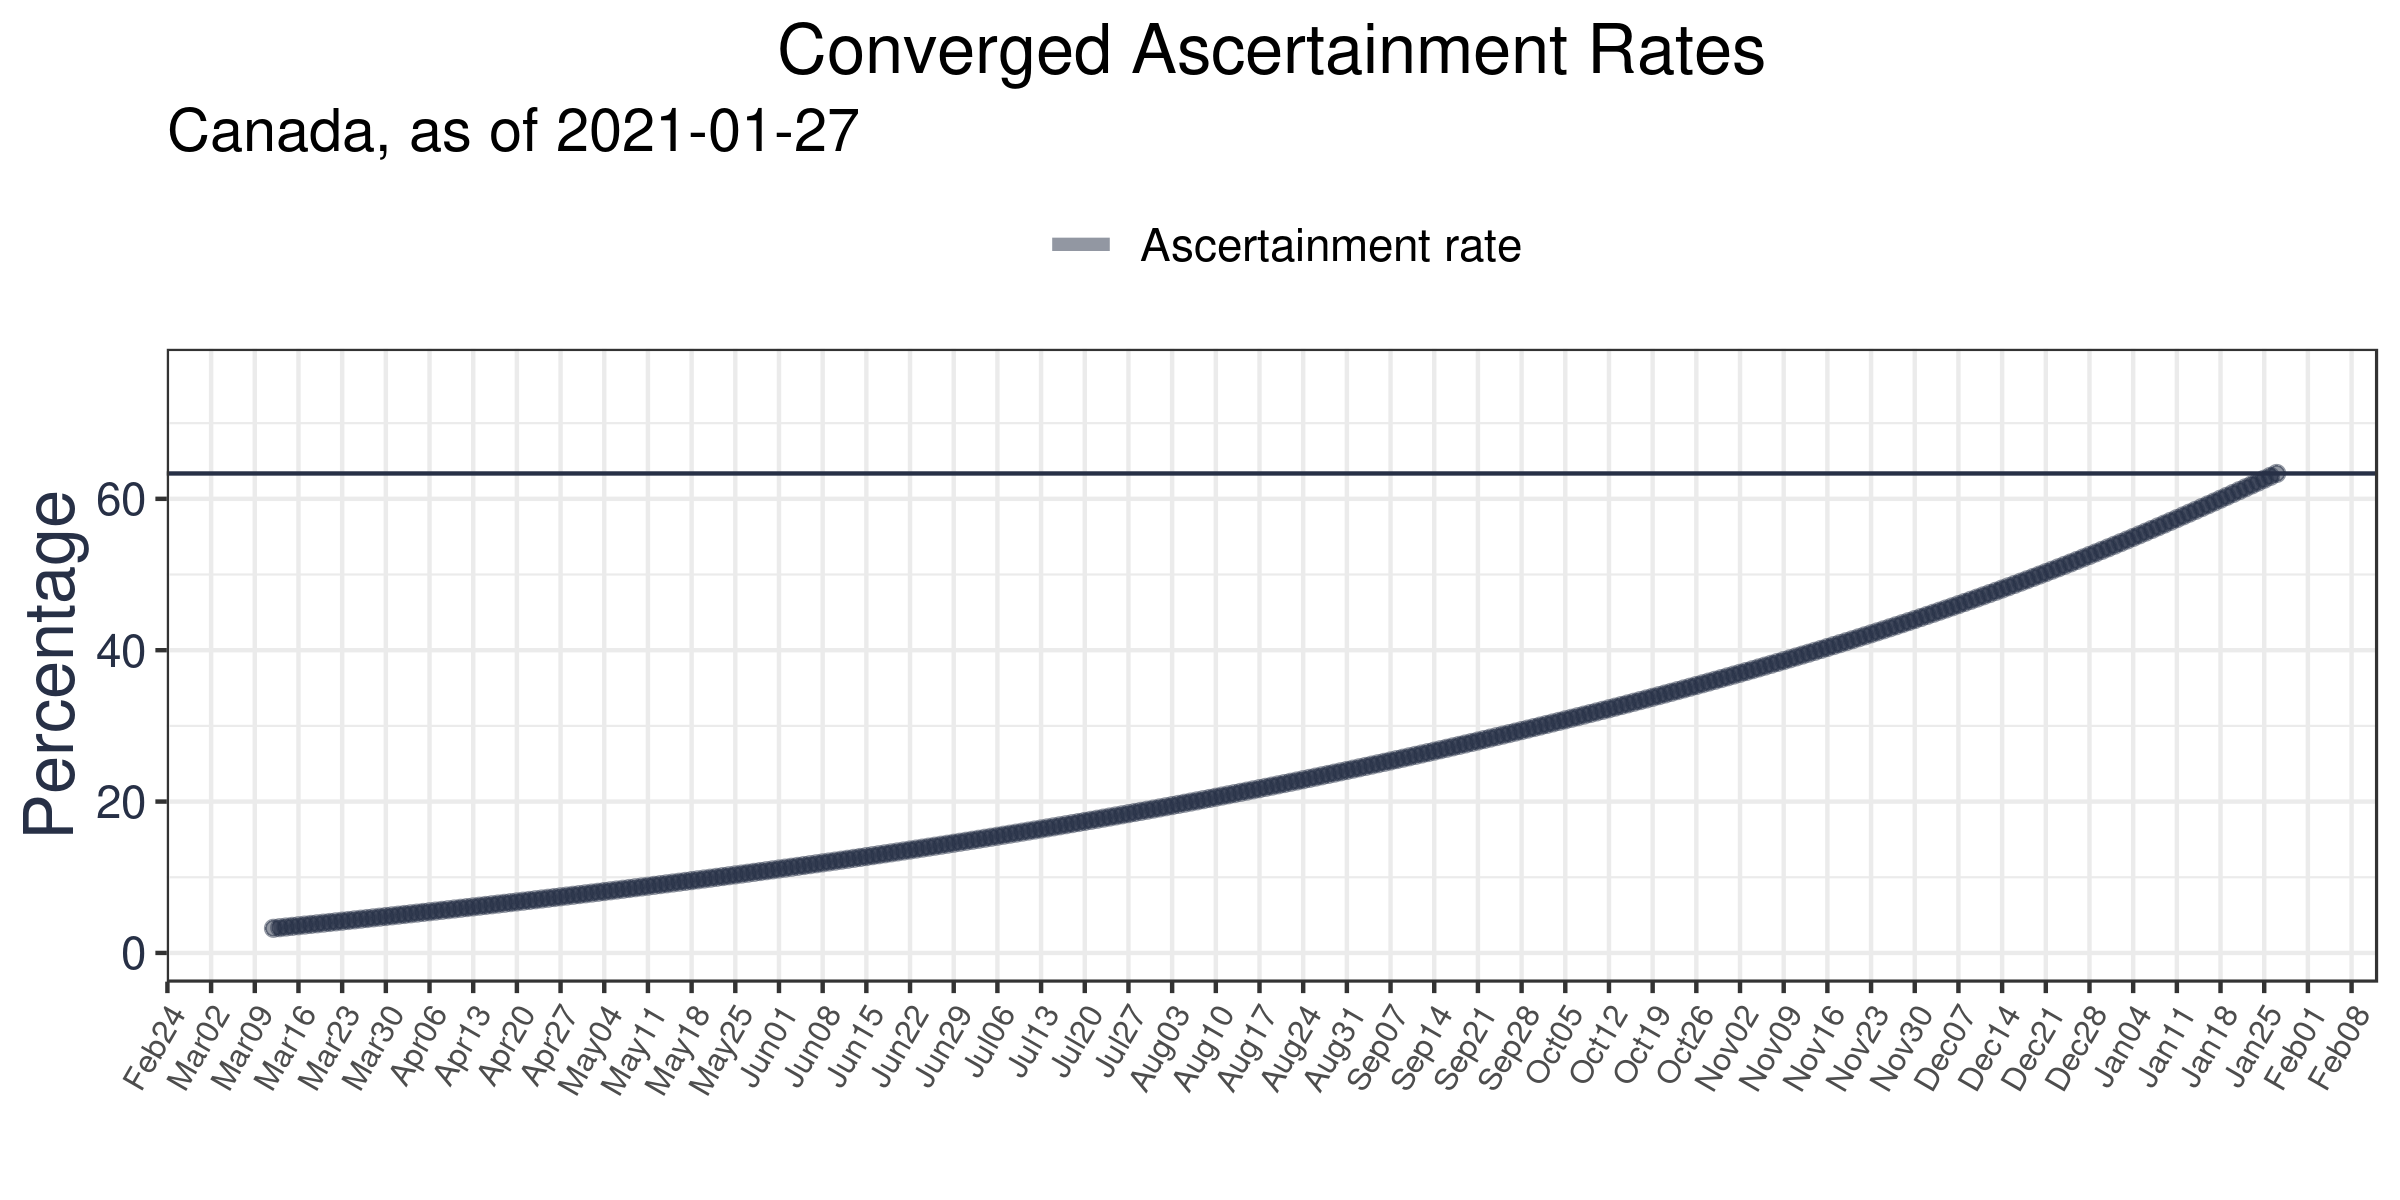 Converged Ascertainment Rates
Canada, as of 2021-01-27
Ascertainment rate
Percentage
60
40
20
0
Feb24
Mar02
Mar09
Mar16
Mar23
Mar30
Apr06
Apr13
Apr20
Apr27
May04
May11
May18
May25
Jun01
Jun08
Jun15
Jun22
Jun29
Jul06
Jul13
Jul20
Jul27
Aug03
Aug10
Aug17
Aug24
Aug31
Sep07
Sep14
Sep21
Sep28
Oct05
Oct12
Oct19
Oct26
Nov02
Nov09
Nov16
Nov23
Nov30
Dec07
Dec14
Dec21
Dec28
Jan04
Jan11
Jan18
Jan25
Feb01
Feb08